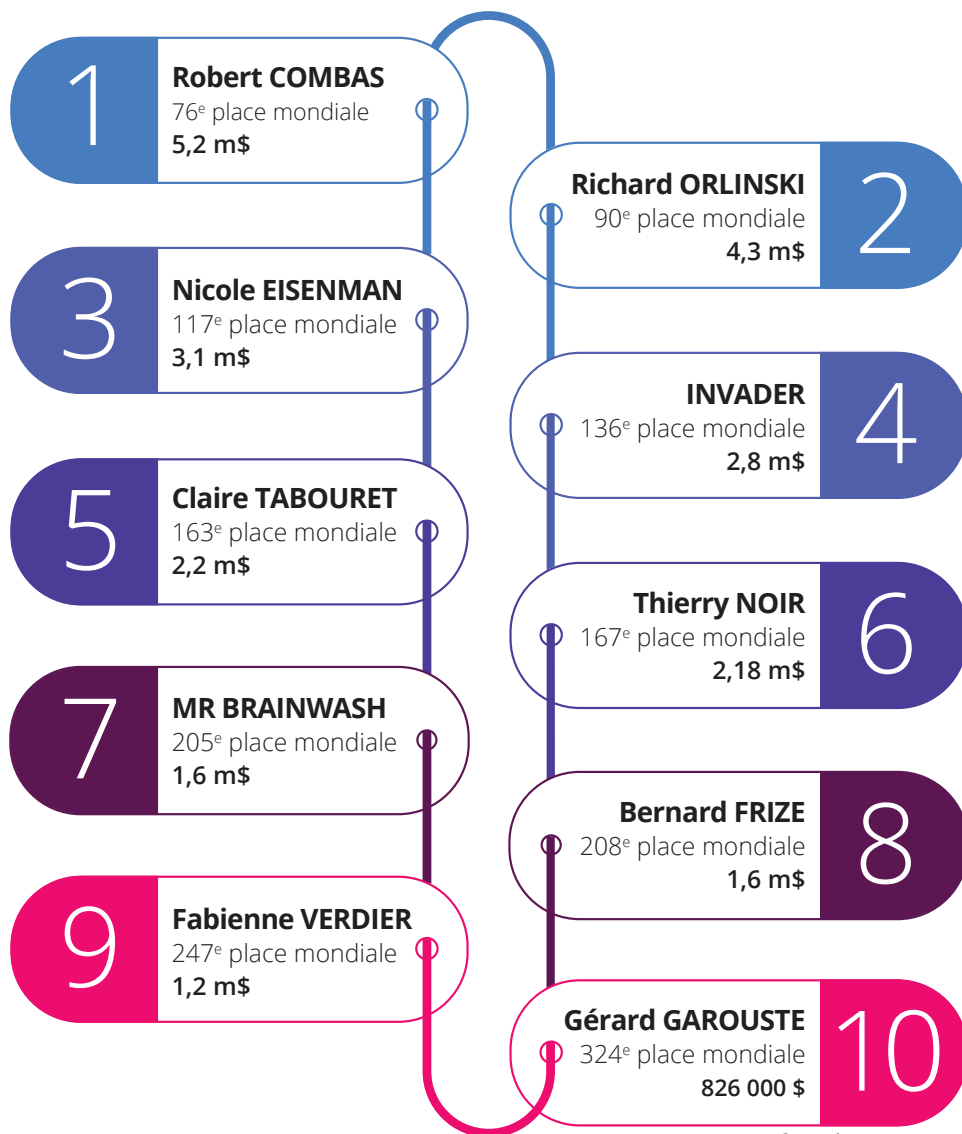 1
Robert COMBAS
76e place mondiale
5,2 m$
2
Richard ORLINSKI
90e place mondiale
4,3 m$
3
Nicole EISENMAN
117e place mondiale
3,1 m$
4
INVADER
136e place mondiale
2,8 m$
5
Claire TABOURET
163e place mondiale
2,2 m$
6
Thierry NOIR
167e place mondiale
2,18 m$
7
MR BRAINWASH
205e place mondiale
1,6 m$
8
Bernard FRIZE
208e place mondiale
1,6 m$
9
Fabienne VERDIER
247e place mondiale
1,2 m$
10
Gérard GAROUSTE
324e place mondiale
826 000 $